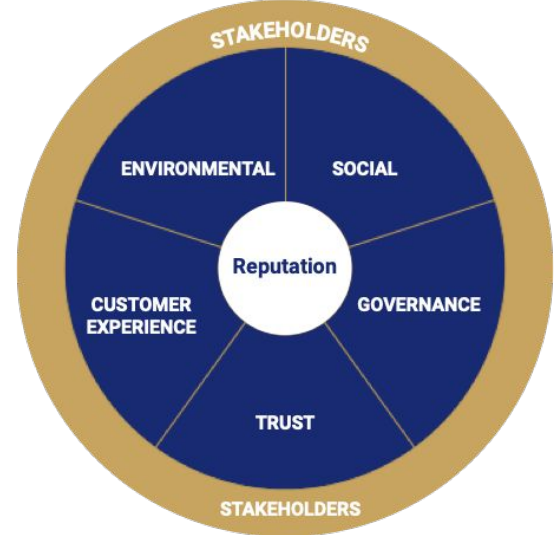 STAKEHOLDERS
ENVIRONMENTAL
SOCIAL
Reputation
CUSTOMER
EXPERIENCE
GOVERNANCE
TRUST
STAKEHOLDERS